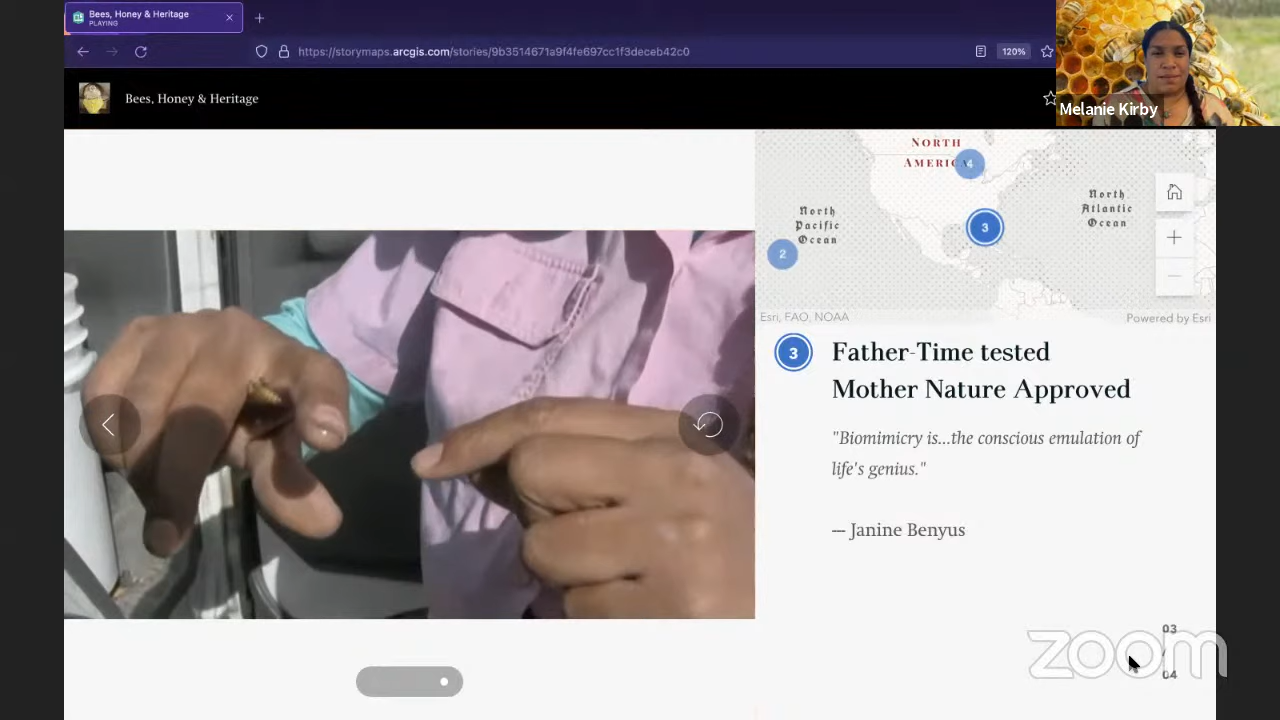 Bees, Honey & Heritage
PLAYING
https://storymaps.arcgis.com/stories/9b3514671a9f4fe697cc1f3deceb42c0
120%
Bees, Honey & Heritage
Melanie Kirby
NORTH
AMERIC
4
North
Pacific
Ocean
North
Atlantic
Ocean
3
2
Esri, FAO, NOAA
Powered by Esri
3
Father-Time tested
Mother Nature Approved
"Biomimicry is...the conscious emulation of
life's genius."
— Janine Benyus
03
/
04
zoom